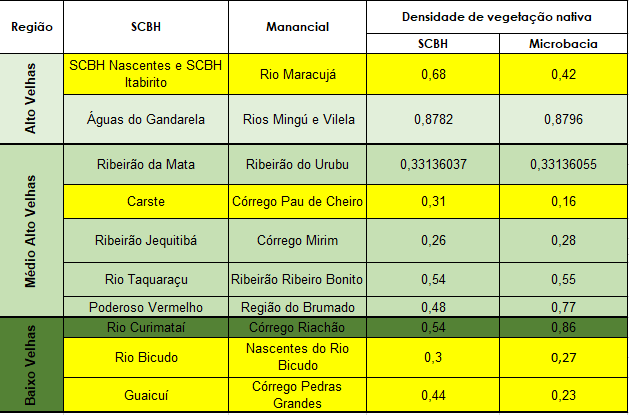 Região
SCBH
Manancial
Densidade de vegetação nativa
SCBH
Microbacia
Alto Velhas
SCBH Nascentes e SCBH
Itabirito
Rio Maracujá
0,68
0,42
Águas do Gandarela
Rios Mingú e Vilela
0,8782
0,8796
Médio Alto Velhas
Ribeirão da Mata
Ribeirão do Urubu
0,33136037
0,33136055
Carste
Córrego Pau de Cheiro
0,31
0,16
Ribeirão Jequitibá
Córrego Mirim
0,26
0,28
Rio Taquaraçu
Ribeirão Ribeiro Bonito
0,54
0,55
Poderoso Vermelho
Região do Brumado
0,48
0,77
Baixo Velhas
Rio Curimataí
Córrego Riachão
0,54
0,86
Rio Bicudo
Nascentes do Rio
Bicudo
0,3
0,27
Guaicuí
Córrego Pedras
Grandes
0,44
0,23